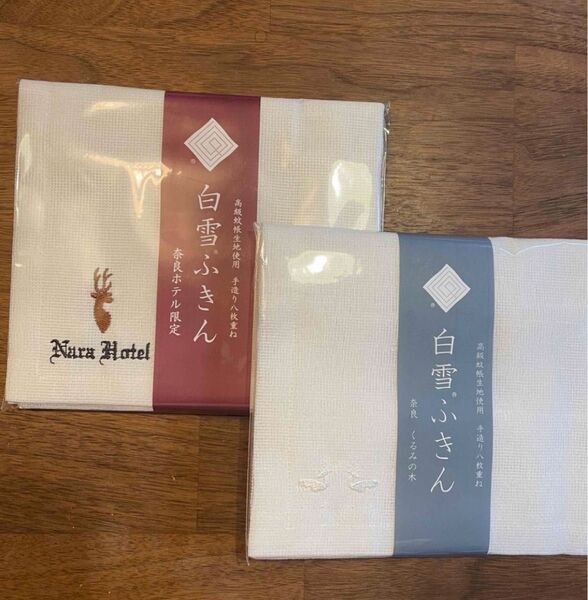 高級蚊帳生地使用　手造り八枚重ね
白雪®ふきん
奈良ホテル限定
Nara Hotel
高級蚊帳生地使用　手造り八枚重ね
白雪®ふきん
奈良　くるみの木